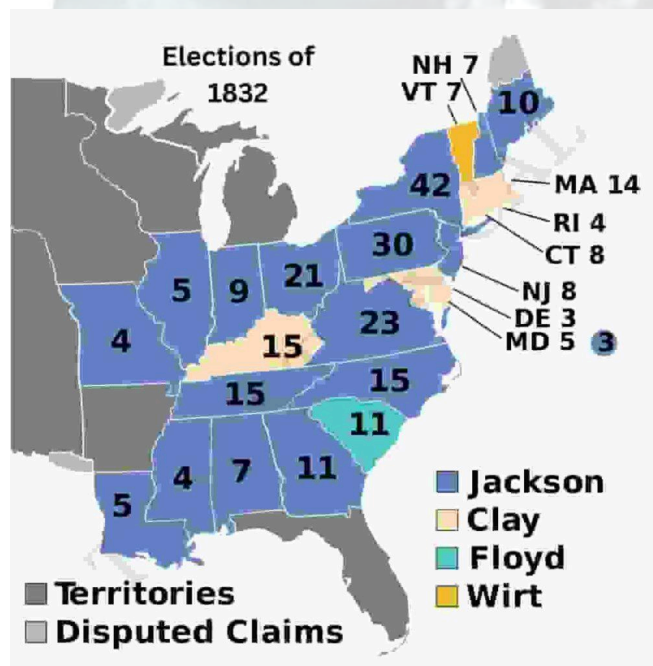 Elections of
1832
NH 7
VT 7
10
42
MA 14
RI 4
CT 8
30
NJ 8
DE 3
MD 5 3
5
9
21
23
4
15
15
15
11
4
7
11
5
Jackson
Clay
Floyd
Wirt
Territories
Disputed Claims